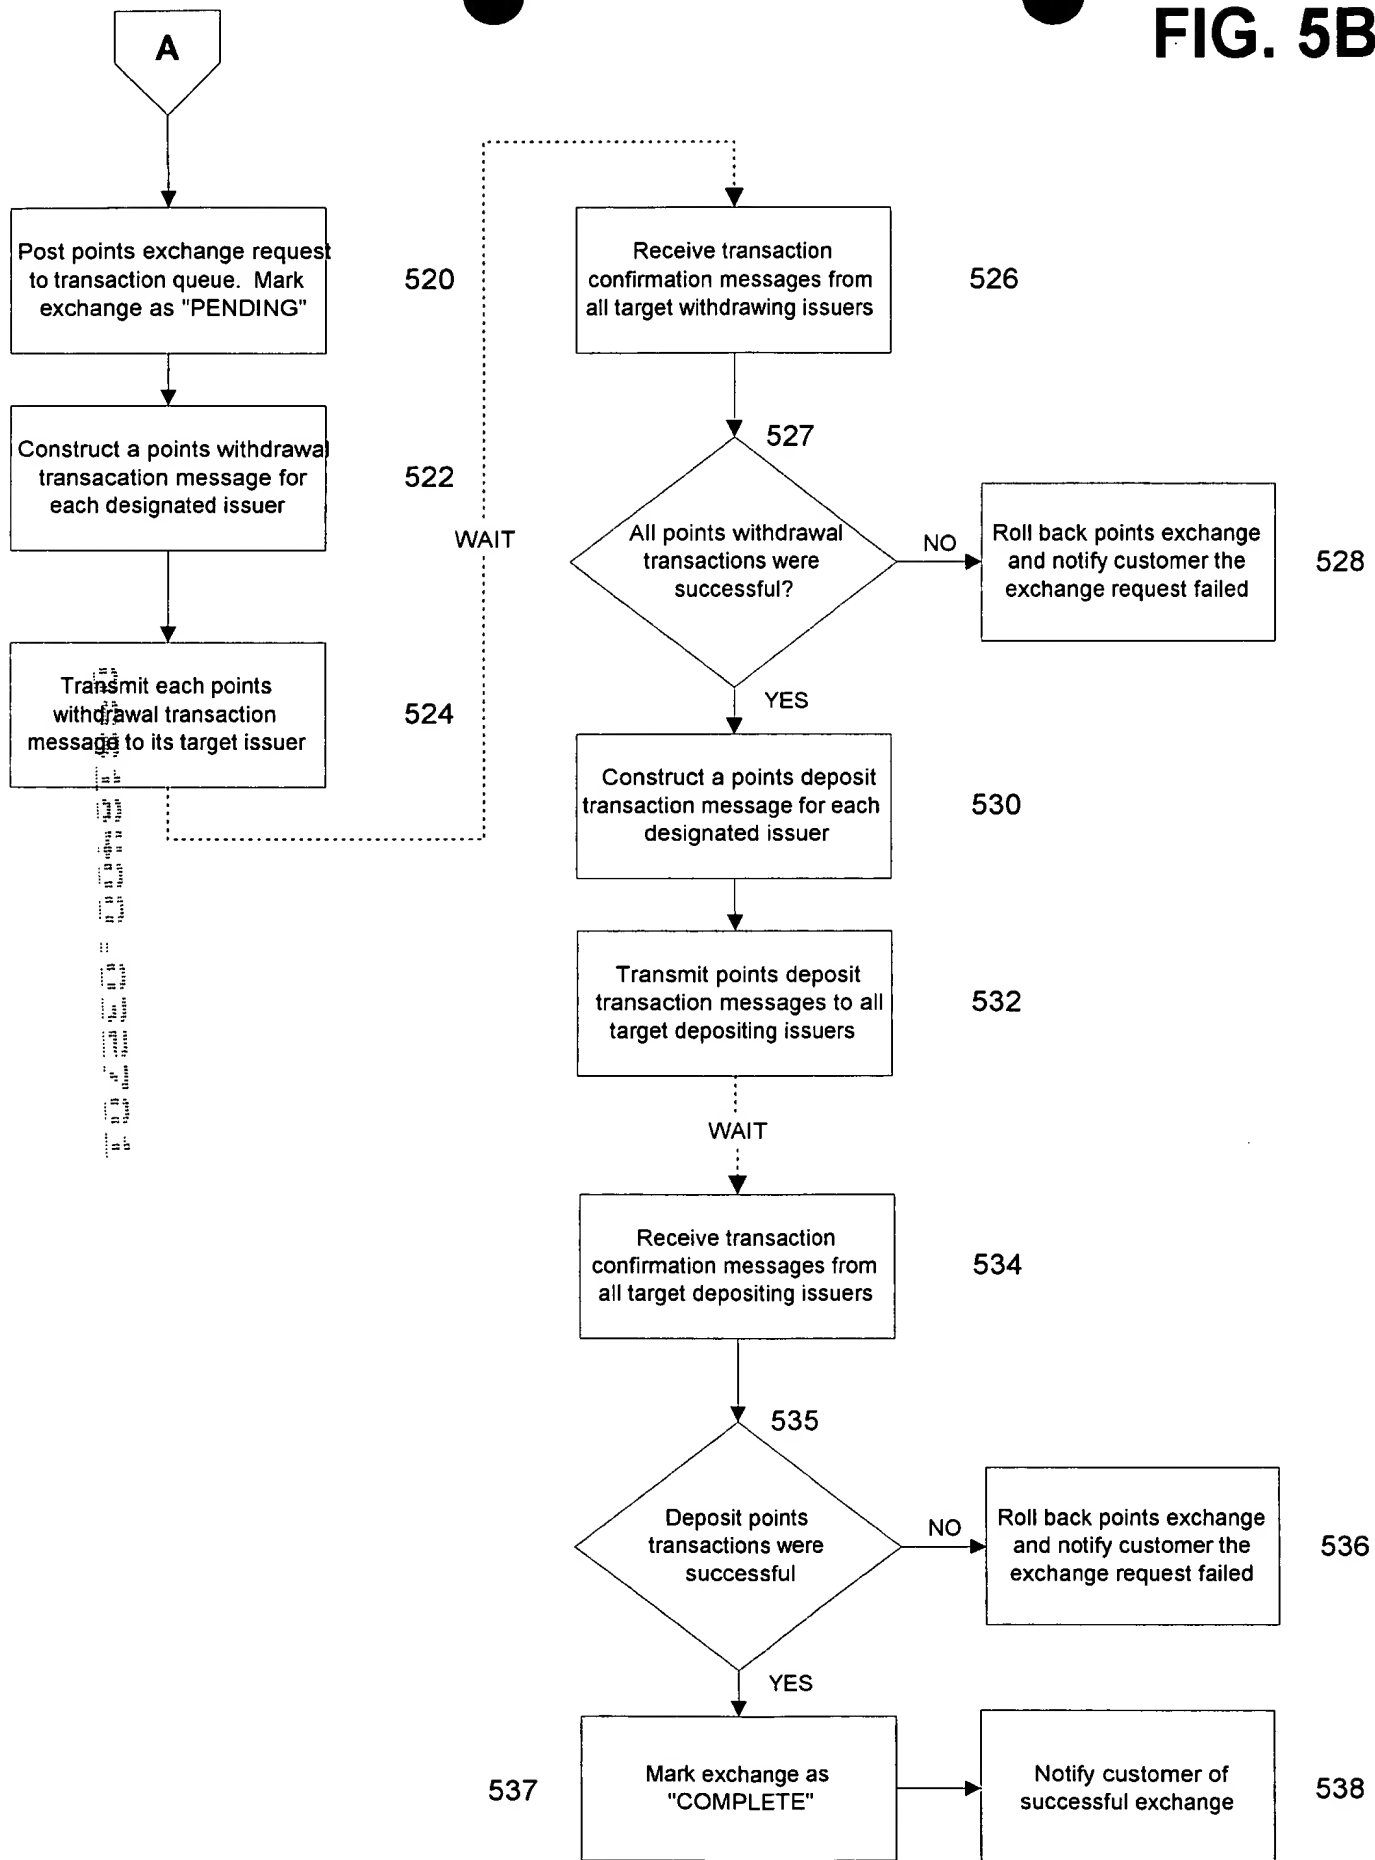 FIG. 5B
A
Post points exchange request
to transaction queue. Mark
exchange as "PENDING"
520
Construct a points withdrawal
transacation message for
each designated issuer
522
Transmit each points
withdrawal transaction
message to its target issuer
524
WAIT
Receive transaction
confirmation messages from
all target withdrawing issuers
526
527
All points withdrawal
transactions were
successful?
NO
Roll back points exchange
and notify customer the
exchange request failed
528
YES
Construct a points deposit
transaction message for each
designated issuer
530
Transmit points deposit
transaction messages to all
target depositing issuers
532
WAIT
Receive transaction
confirmation messages from
all target depositing issuers
534
535
Deposit points
transactions were
successful
NO
Roll back points exchange
and notify customer the
exchange request failed
536
YES
537
Mark exchange as
"COMPLETE"
Notify customer of
successful exchange
538